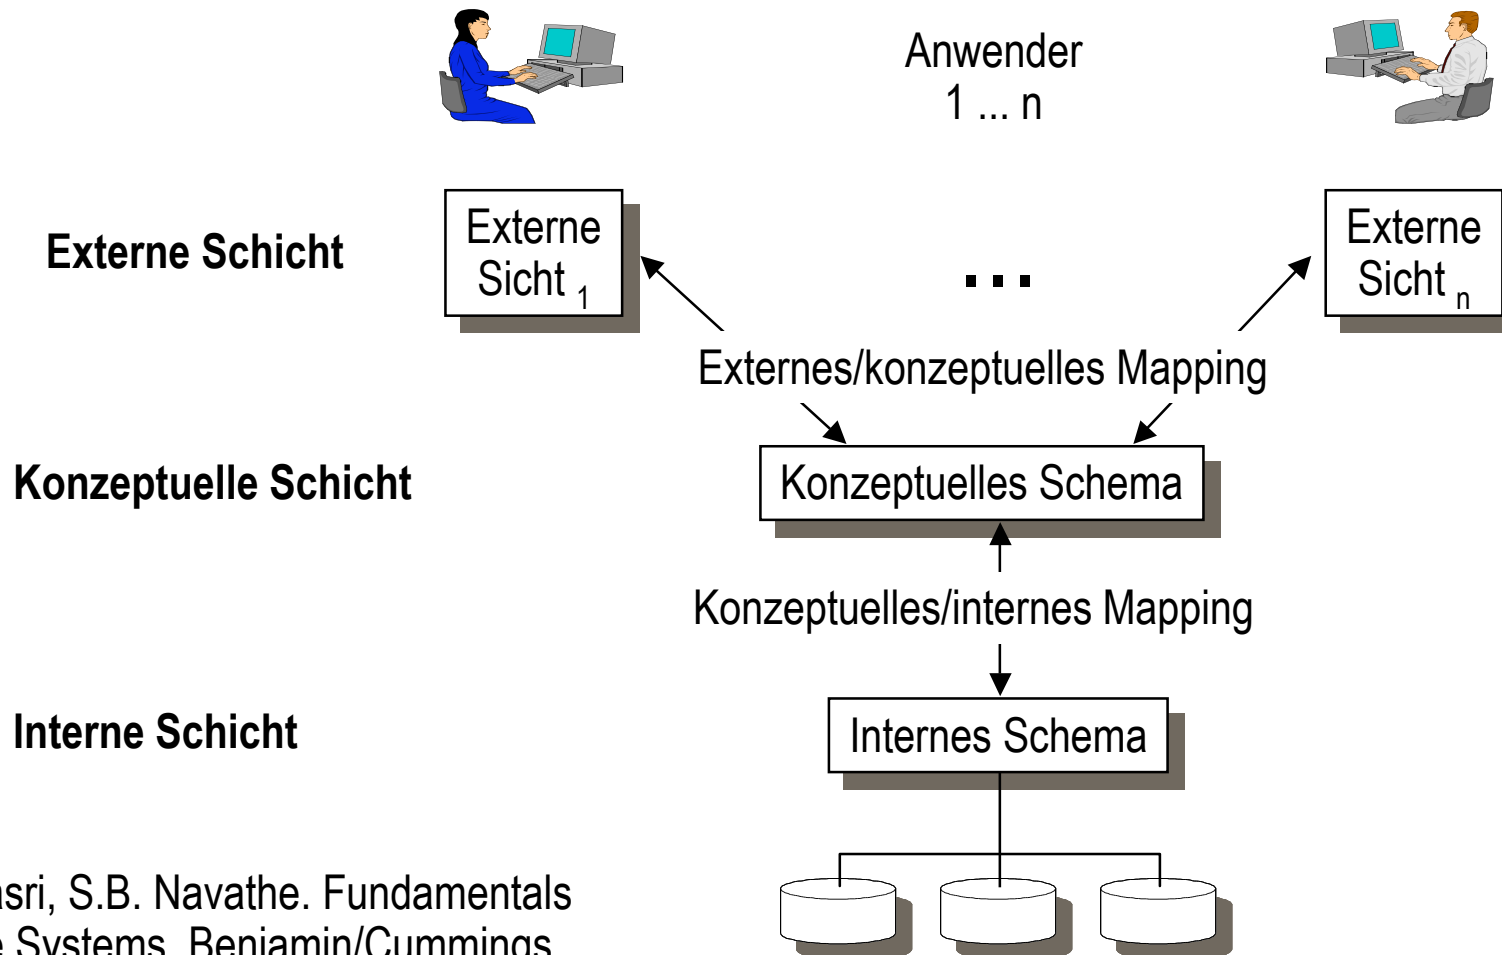 Anwender
1 ... n
Externe Schicht
Externe
Sicht 1
...
Externe
Sicht n
Externes/konzeptuelles Mapping
Konzeptuelle Schicht
Konzeptuelles Schema
Konzeptuelles/internes Mapping
Interne Schicht
Internes Schema
S.B. Navathe. Fundamentals
Systems. Benjamin/Cummings